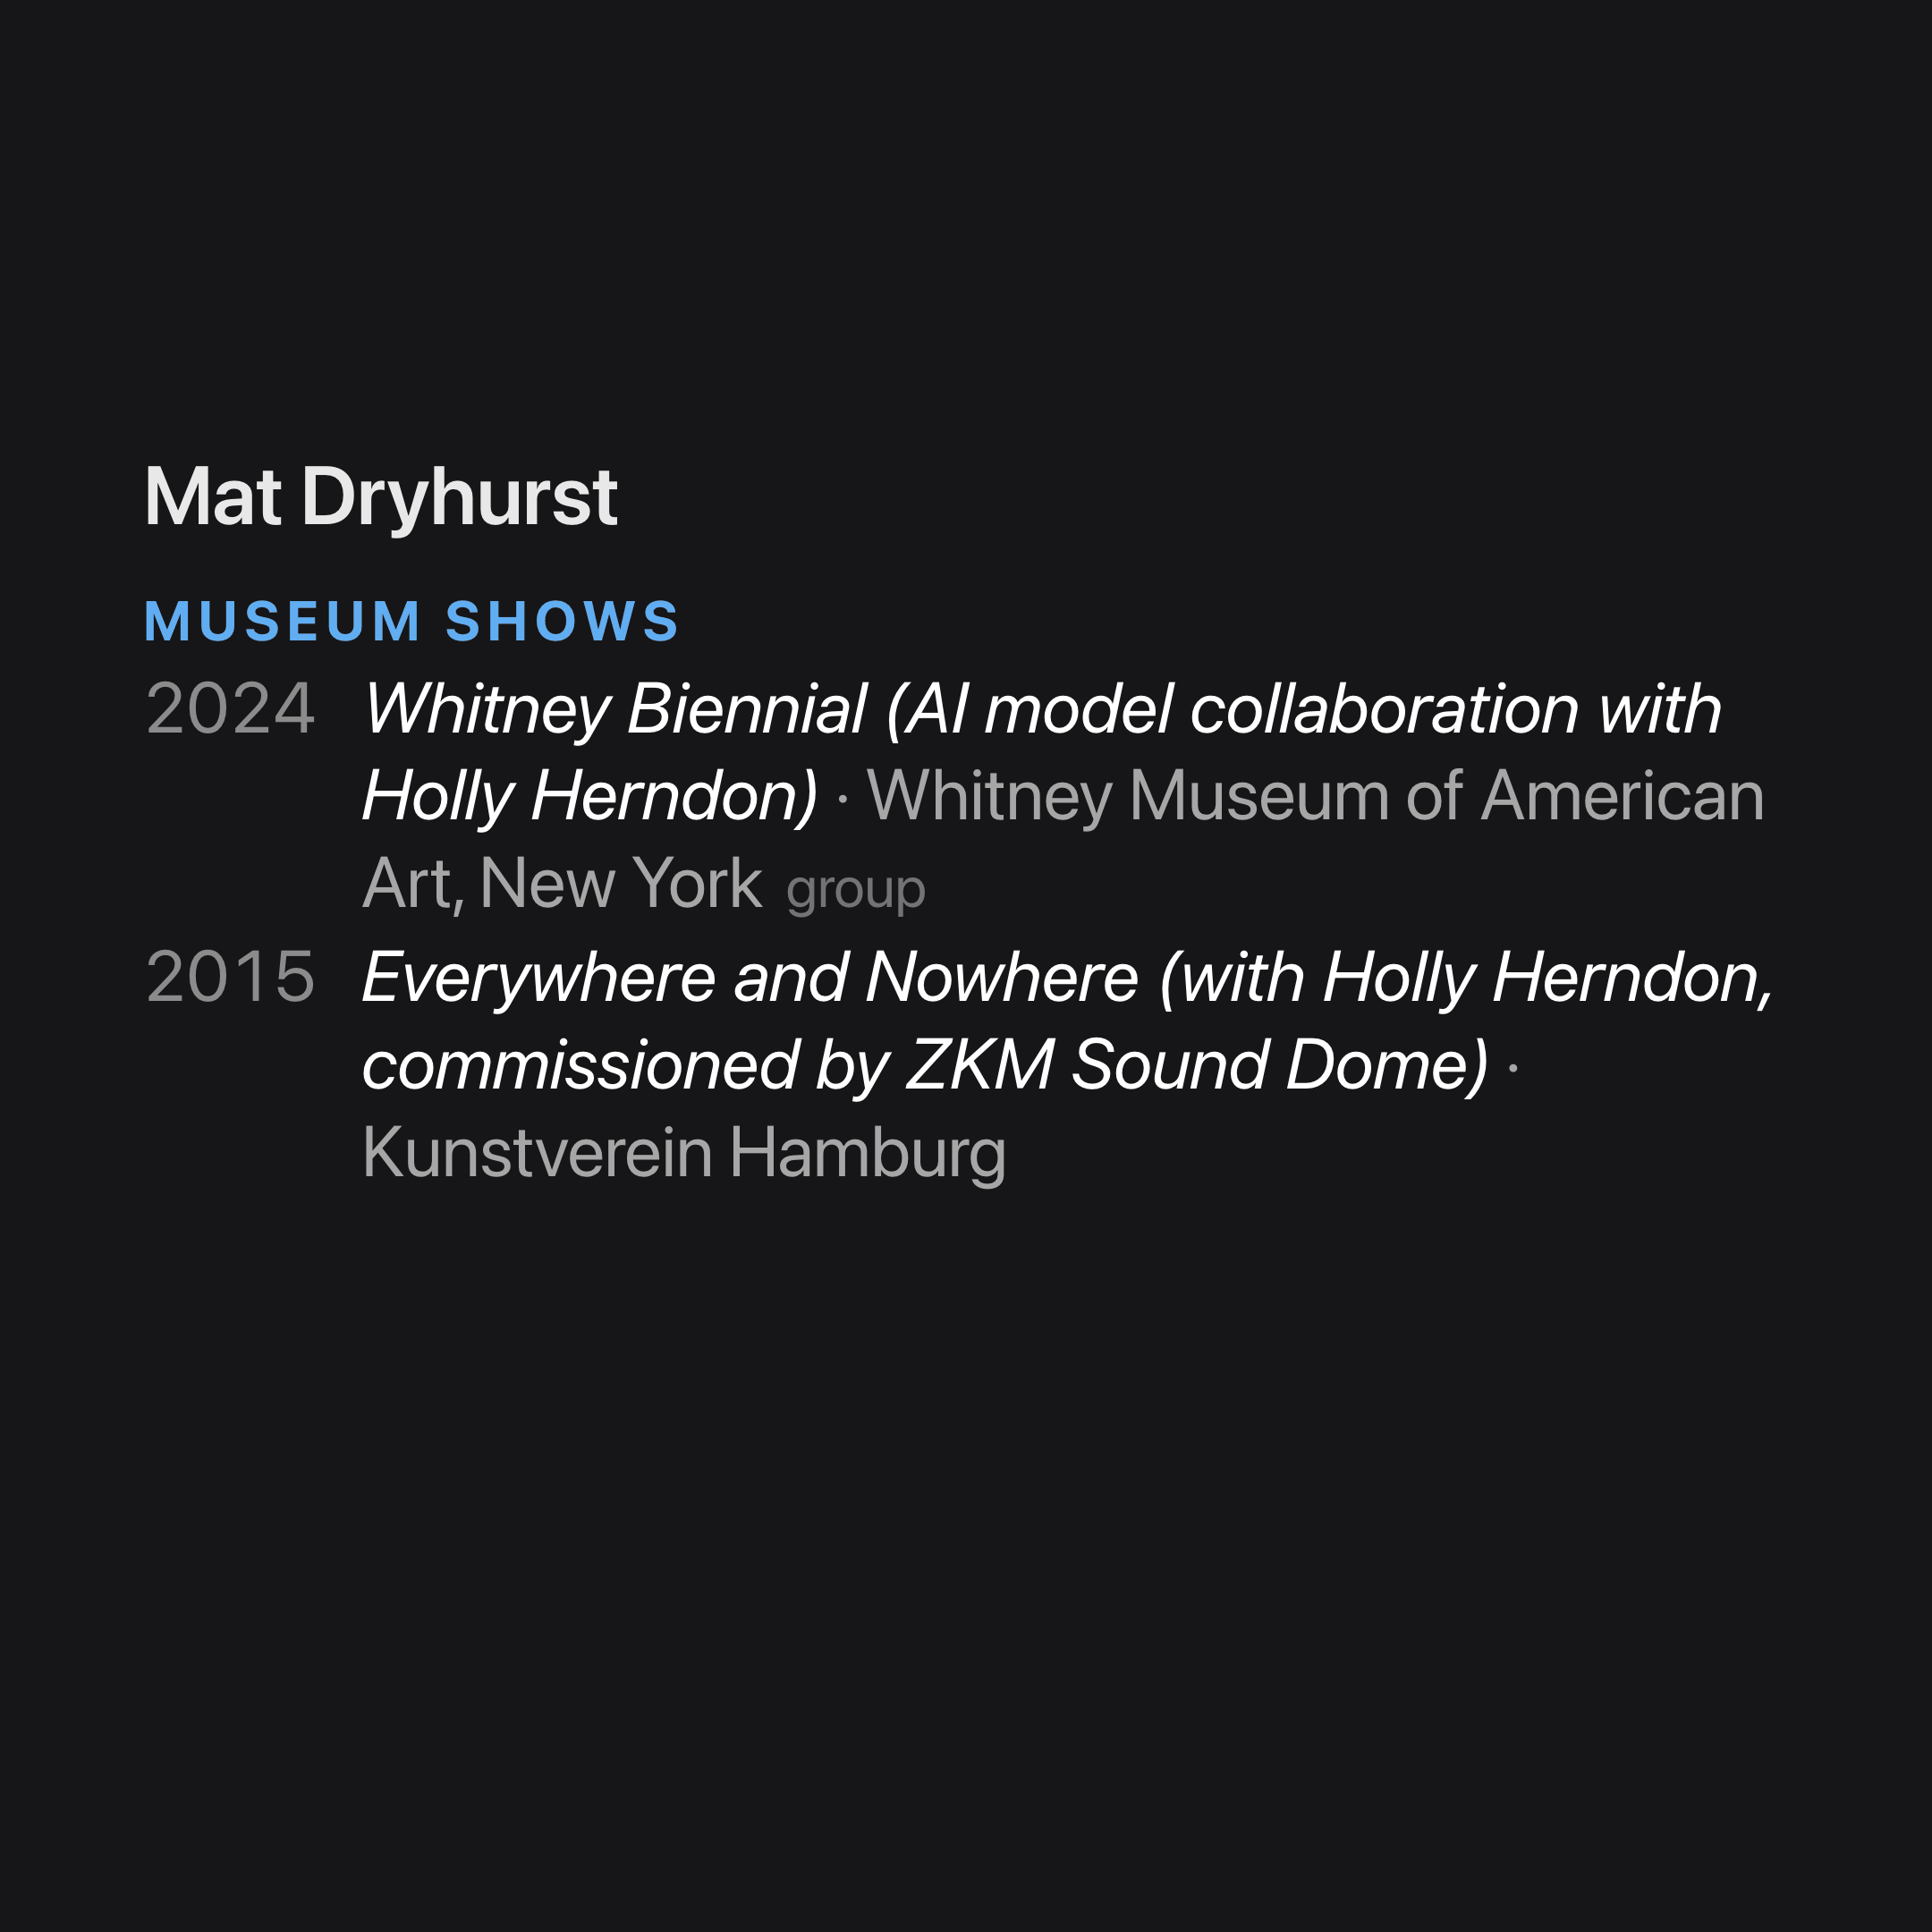 Mat Dryhurst
MUSEUM SHOWS
2024 Whitney Biennial (AI model collaboration with
Holly Herndon) · Whitney Museum of American
Art, New York group
2015 Everywhere and Nowhere (with Holly Herndon,
commissioned by ZKM Sound Dome) ·
Kunstverein Hamburg